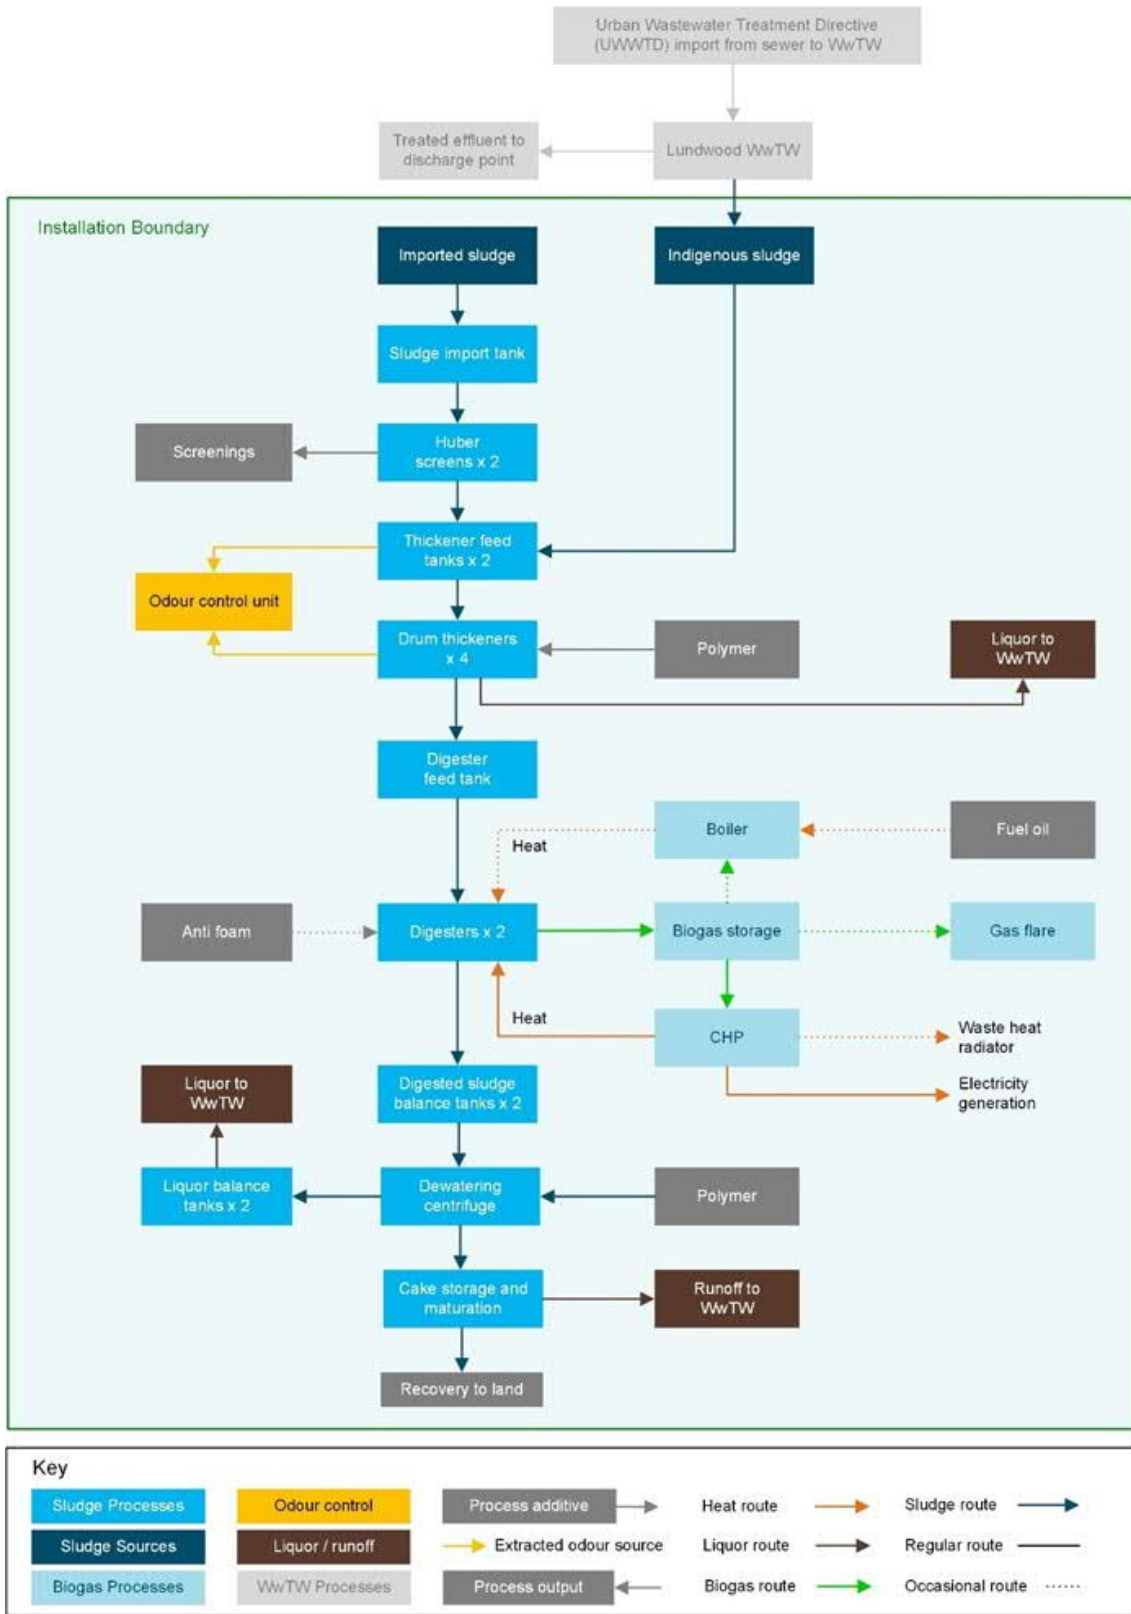 Urban Wastewater Treatment Directive
(UWWTD) import from sewer to WwTW
Treated effluent to
discharge point
Lundwood WwTW
Installation Boundary
Imported sludge
Indigenous sludge
Sludge import tank
Screenings
Huber
screens x 2
Thickener feed
tanks x 2
Odour control unit
Drum thickeners
x 4
Polymer
Liquor to
WwTW
Digester
feed tank
Heat
Boiler
Fuel oil
Anti foam
Digesters x 2
Biogas storage
Gas flare
Heat
CHP
Waste heat
radiator
Electricity
generation
Liquor to
WwTW
Digested sludge
balance tanks x 2
Liquor balance
tanks x 2
Dewatering
centrifuge
Polymer
Cake storage and
maturation
Runoff to
WwTW
Recovery to land
Key
Sludge Processes
Odour control
Process additive
Heat route
Sludge route
Sludge Sources
Liquor / runoff
Extracted odour source
Liquor route
Regular route
Biogas Processes
WwTW Processes
Process output
Biogas route
Occasional route